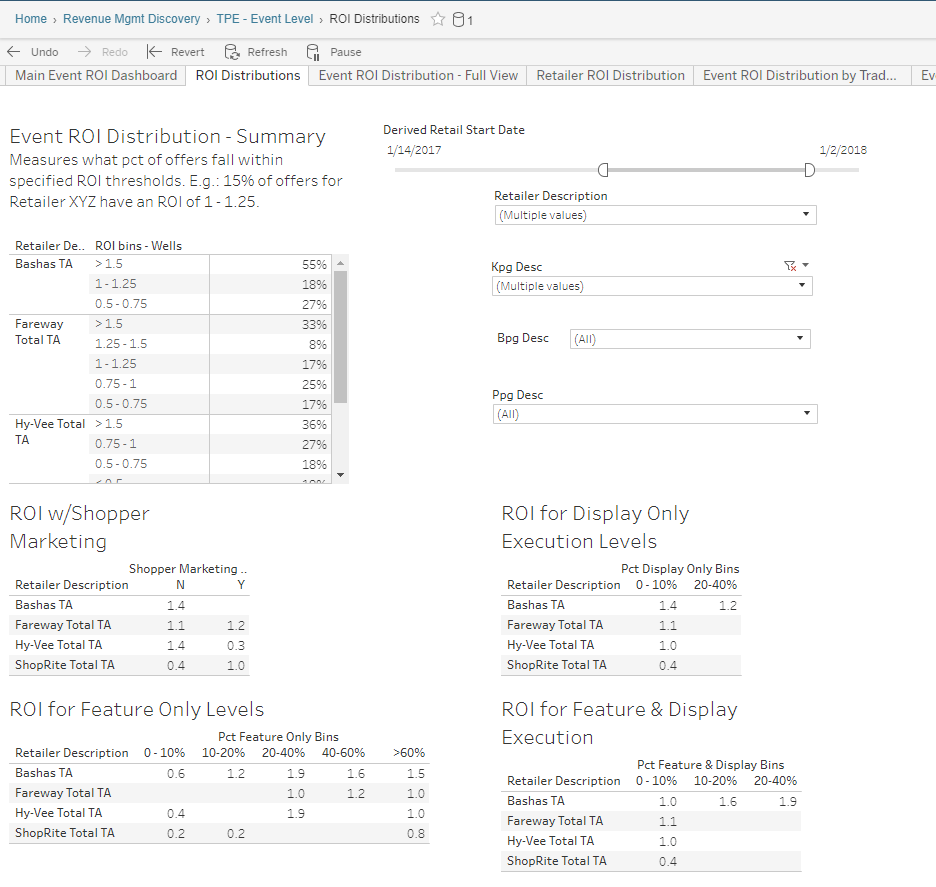 Home › Revenue Mgmt Discovery › TPE - Event Level › ROI Distributions 1
Undo Redo Revert Refresh Pause
Main Event ROI Dashboard ROI Distributions Event ROI Distribution - Full View Retailer ROI Distribution Event ROI Distribution by Trad... Ev
Event ROI Distribution - Summary
Measures what pct of offers fall within
specified ROI thresholds. E.g.: 15% of offers for
Retailer XYZ have an ROI of 1 - 1.25.
Derived Retail Start Date
1/14/2017 1/2/2018
Retailer Description
(Multiple values)
Kpg Desc
(Multiple values)
Bpg Desc (All)
Ppg Desc
(All)
Retailer De.. ROI bins - Wells
Bashas TA > 1.5 55%
1 - 1.25 18%
0.5 - 0.75 27%
Fareway > 1.5 33%
Total TA 1.25 - 1.5 8%
1 - 1.25 17%
0.75 - 1 25%
0.5 - 0.75 17%
Hy-Vee Total > 1.5 36%
TA 0.75 - 1 27%
0.5 - 0.75 18%
ROI w/Shopper
Marketing
Shopper Marketing ..
Retailer Description N Y
Bashas TA 1.4
Fareway Total TA 1.1 1.2
Hy-Vee Total TA 1.4 0.3
ShopRite Total TA 0.4 1.0
ROI for Display Only
Execution Levels
Pct Display Only Bins
Retailer Description 0 - 10% 20-40%
Bashas TA 1.4 1.2
Fareway Total TA 1.1
Hy-Vee Total TA 1.0
ShopRite Total TA 0.4
ROI for Feature Only Levels
Pct Feature Only Bins
Retailer Description 0 - 10% 10-20% 20-40% 40-60% >60%
Bashas TA 0.6 1.2 1.9 1.6 1.5
Fareway Total TA 1.0 1.2 1.0
Hy-Vee Total TA 0.4 1.9 1.0
ShopRite Total TA 0.2 0.2 0.8
ROI for Feature & Display
Execution
Pct Feature & Display Bins
Retailer Description 0 - 10% 10-20% 20-40%
Bashas TA 1.0 1.6 1.9
Fareway Total TA 1.1
Hy-Vee Total TA 1.0
ShopRite Total TA 0.4